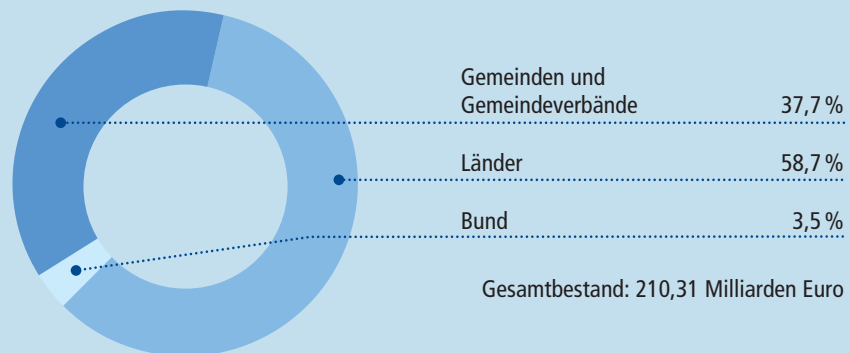 Gemeinden und
Gemeindeverbände 37,7 %
Länder 58,7 %
Bund 3,5 %
Gesamtbestand: 210,31 Milliarden Euro